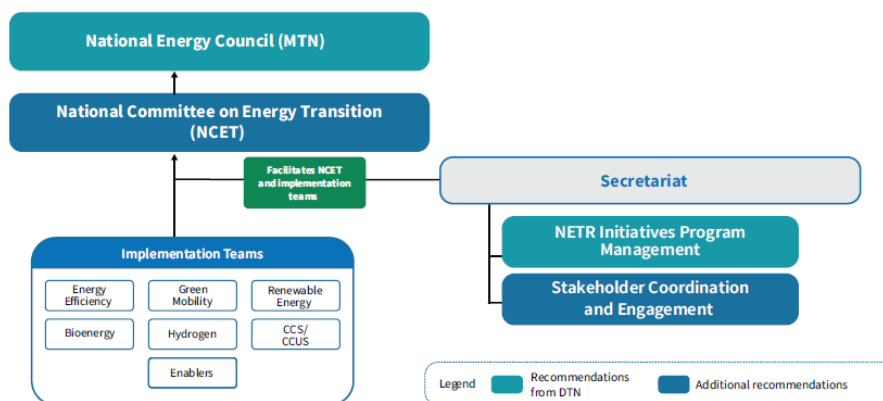 National Energy Council (MTN)
National Committee on Energy Transition
(NCET)
Facilitates NCET
and implementation
teams
Secretariat
NETR Initiatives Program
Management
Stakeholder Coordination
and Engagement
Implementation Teams
Energy
Efficiency
Green
Mobility
Renewable
Energy
Bioenergy
Hydrogen
CCS/
CCUS
Enablers
Legend
Recommendations
from DTN
Additional recommendations